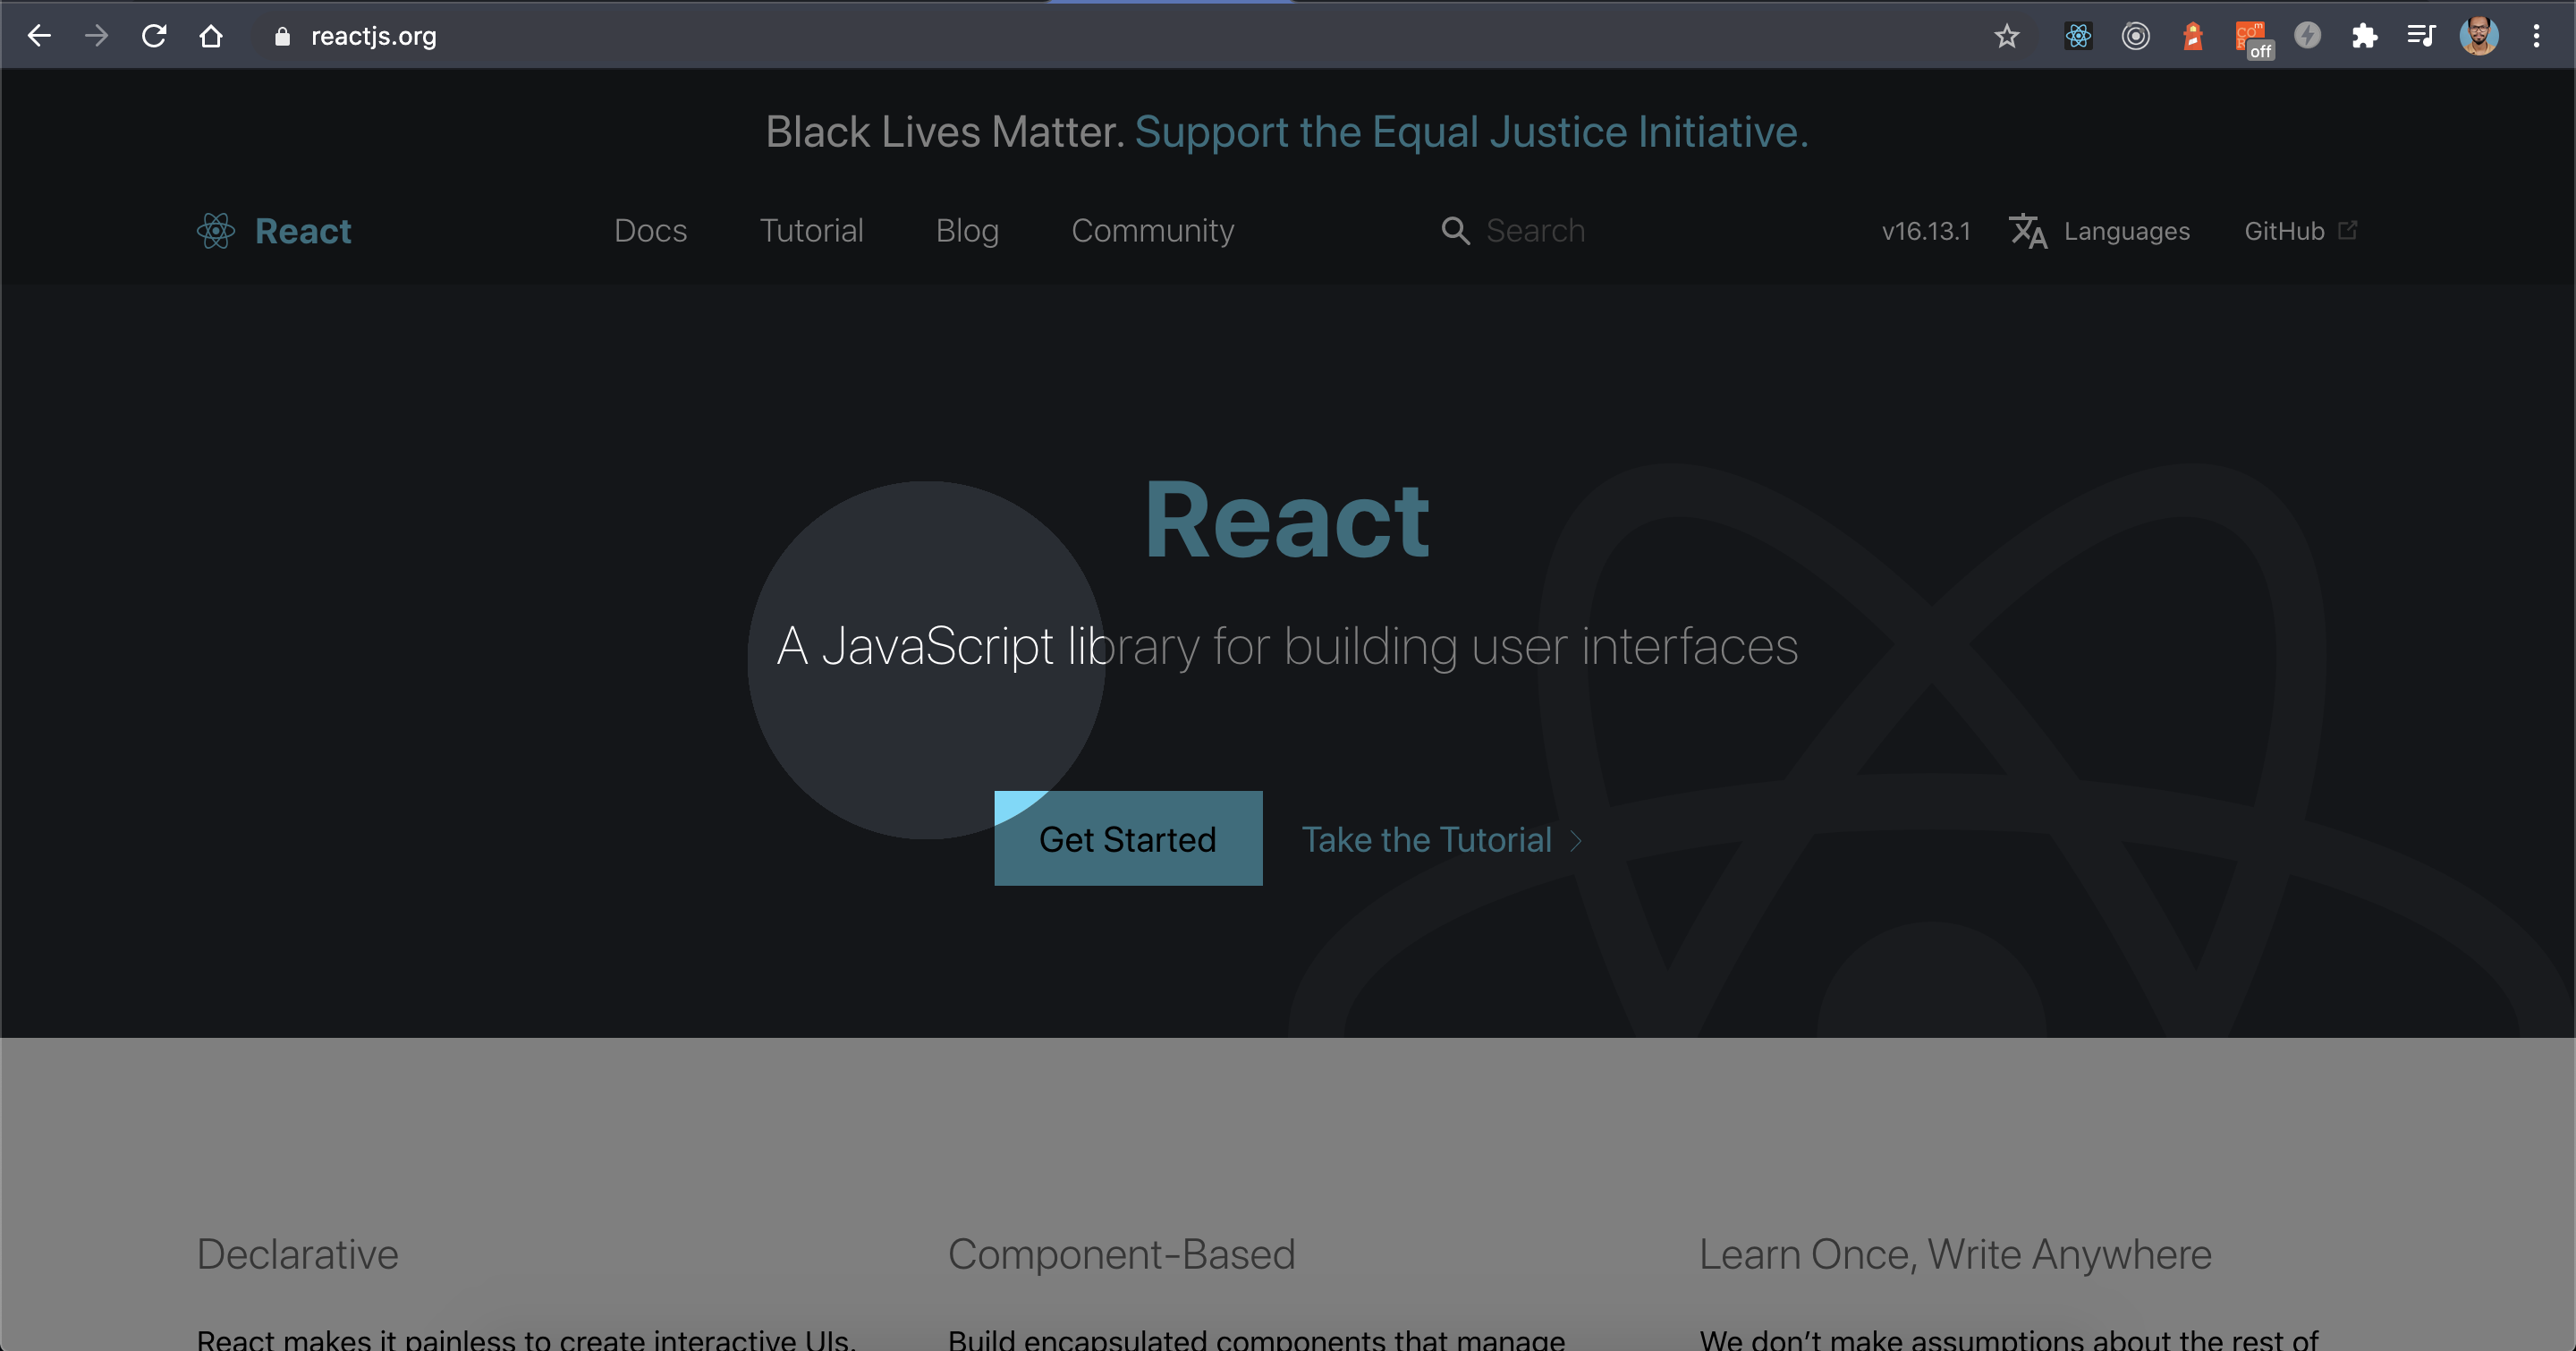 reactjs.org
off
Black Lives Matter. Support the Equal Justice Initiative.
React
Docs
Tutorial
Blog
Community
Search
v16.13.1
Languages
GitHub
React
A JavaScript library for building user interfaces
Get Started
Take the Tutorial
Declarative
Component-Based
Learn Once, Write Anywhere
React makes it painless to create interactive UIs.
Build encapsulated components that manage
We don’t make assumptions about the rest of